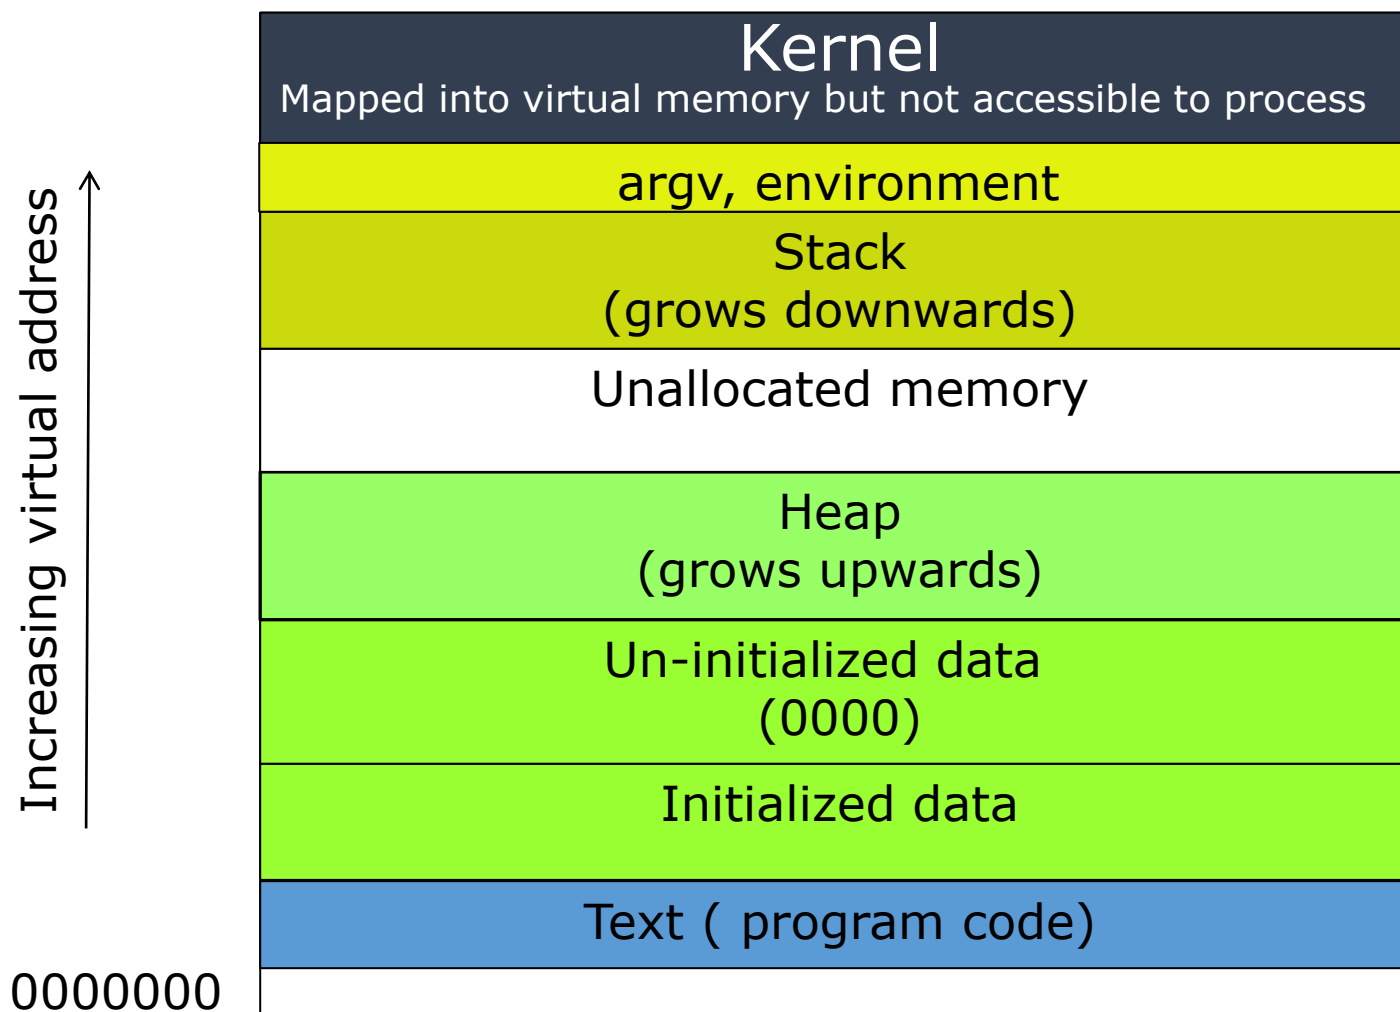 Kernel
Mapped into virtual memory but not accessible to process
argv, environment
Stack
(grows downwards)
Unallocated memory
Heap
(grows upwards)
Un-initialized data
(0000)
Initialized data
Text ( program code)
Increasing virtual address
0000000